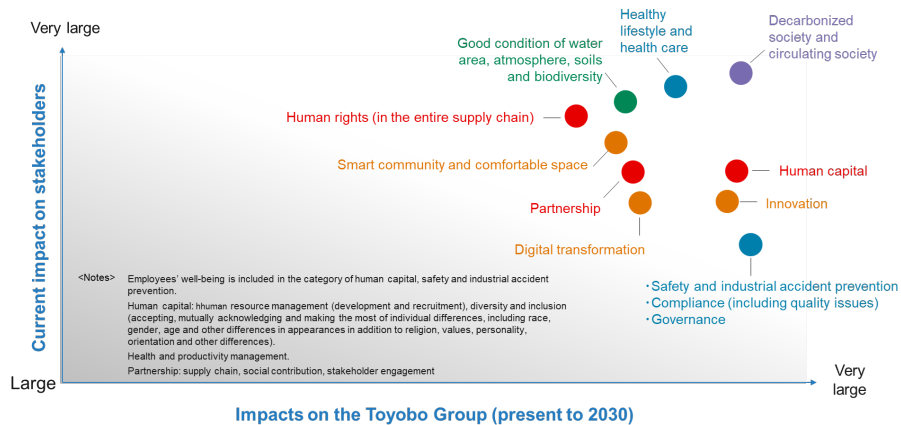 Very large
Current impact on stakeholders
Large
Healthy
lifestyle and
health care
Decarbonized
society and
circulating society
Good condition of water
area, atmosphere, soils
and biodiversity
Human rights (in the entire supply chain)
Smart community and comfortable space
Human capital
Partnership
Innovation
Digital transformation
・Safety and industrial accident prevention
・Compliance (including quality issues)
・Governance
<Notes> Employees' well-being is included in the category of human capital, safety and industrial accident
prevention.
Human capital: hhuman resource management (development and recruitment), diversity and inclusion
(accepting, mutually acknowledging and making the most of individual differences, including race,
gender, age and other differences in appearances in addition to religion, values, personality,
orientation and other differences).
Health and productivity management.
Partnership: supply chain, social contribution, stakeholder engagement
Very
large
Impacts on the Toyobo Group (present to 2030)